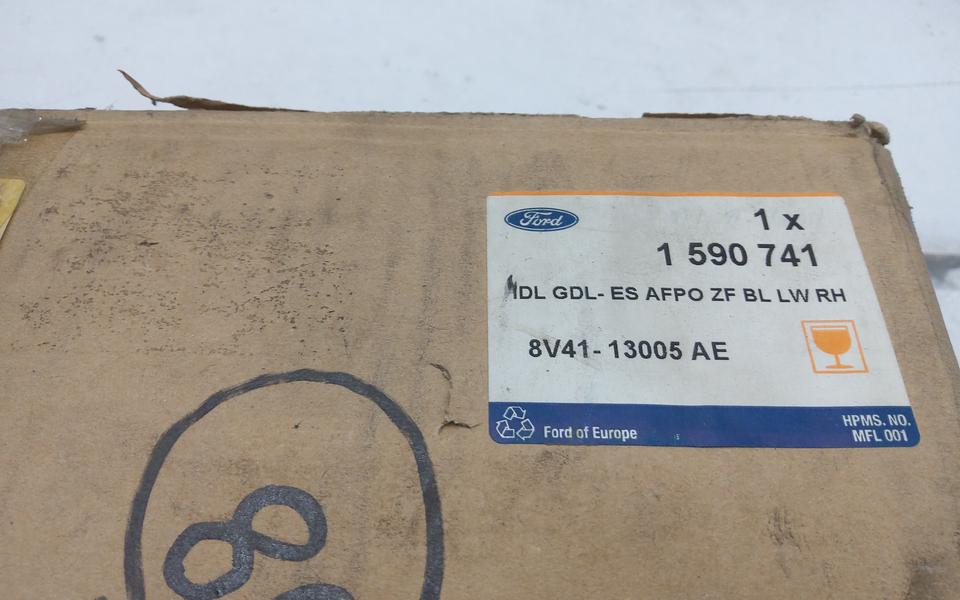 Ford
1 x
1 590 741
HDL GDL- ES AFPO ZF BL LW RH
8V41- 13005 AE
Ford of Europe
HPMS. NO.
MFL 001
8